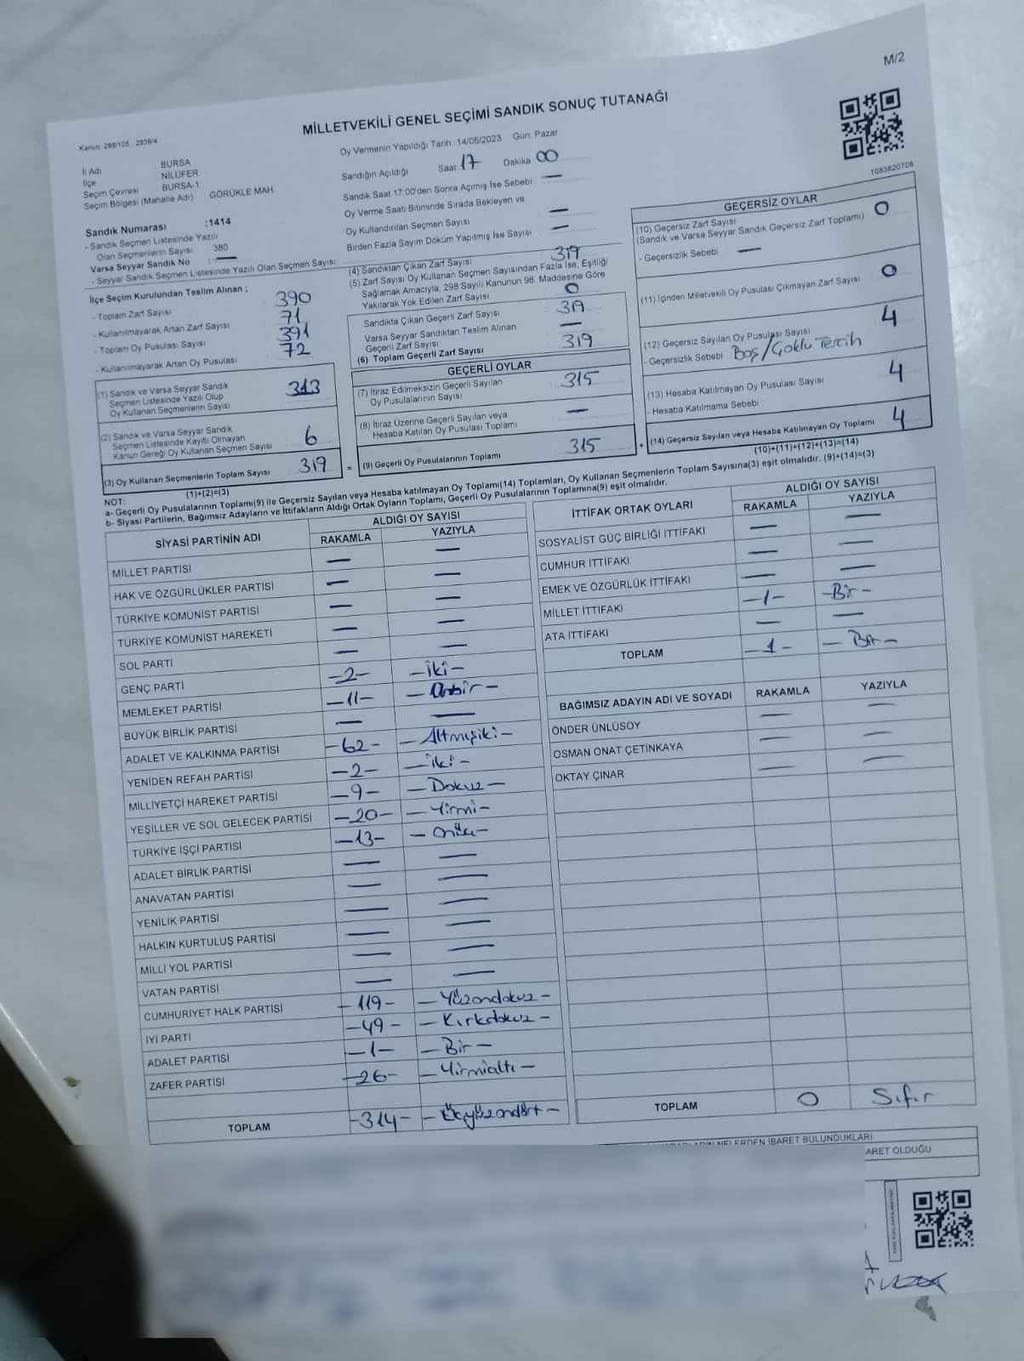 M/2
MİLLETVEKİLİ GENEL SEÇİMİ SANDIK SONUÇ TUTANAĞI
Kanun: 298/105 , 2839/4
İl Adı BURSA
İlçe NİLÜFER
Seçim Çevresi BURSA-1
Seçim Bölgesi (Mahalle Adı) GÖRÜKLE MAH.
Sandık Numarası :1414
- Sandık Seçmen Listesinde Yazılı
Olan Seçmenlerin Sayısı 380
Varsa Seyyar Sandık No : —
- Seyyar Sandık Seçmen Listesinde Yazılı Olan Seçmen Sayısı
İlçe Seçim Kurulundan Teslim Alınan ;
- Toplam Zarf Sayısı 390
- Kullanılmayarak Artan Zarf Sayısı 71
- Toplam Oy Pusulası Sayısı 391
- Kullanılmayarak Artan Oy Pusulası 72
(1) Sandık ve Varsa Seyyar Sandık
Seçmen Listesinde Yazılı Olup
Oy Kullanan Seçmenlerin Sayısı 313
(2) Sandık ve Varsa Seyyar Sandık
Seçmen Listesinde Kayıtlı Olmayan
Kanun Gereği Oy Kullanan Seçmen Sayısı 6
(3) Oy Kullanan Seçmenlerin Toplam Sayısı 319
(1)+(2)=(3)
Oy Vermenin Yapıldığı Tarih 14/05/2023 Gün: Pazar
Sandığın Açıldığı Saat 17 Dakika 00
Sandık Saat 17:00'den Sonra Açılmış İse Sebebi —
Oy Verme Saati Bitiminde Sırada Bekleyen ve
Oy Kullandırılan Seçmen Sayısı —
Birden Fazla Sayım Döküm Yapılmış İse Sayısı —
(4) Sandıktan Çıkan Zarf Sayısı 319
(5) Zarf Sayısı Oy Kullanan Seçmen Sayısından Fazla İse, Eşitliği
Sağlamak Amacıyla, 298 Sayılı Kanunun 98. Maddesine Göre
Yakılarak Yok Edilen Zarf Sayısı 0
Sandıkta Çıkan Geçerli Zarf Sayısı 319
Varsa Seyyar Sandıktan Teslim Alınan
Geçerli Zarf Sayısı —
(6) Toplam Geçerli Zarf Sayısı 319
GEÇERLİ OYLAR
(7) İtiraz Edilmeksizin Geçerli Sayılan
Oy Pusulalarının Sayısı 315
(8) İtiraz Üzerine Geçerli Sayılan veya
Hesaba Katılan Oy Pusulası Toplamı —
= (9) Geçerli Oy Pusulalarının Toplamı 315 +
1083820708
GEÇERSİZ OYLAR
(10) Geçersiz Zarf Sayısı
(Sandık ve Varsa Seyyar Sandık Geçersiz Zarf Toplamı) 0
- Geçersizlik Sebebi —
(11) İçinden Milletvekili Oy Pusulası Çıkmayan Zarf Sayısı 0
(12) Geçersiz Sayılan Oy Pusulası Sayısı 4
- Geçersizlik Sebebi Boş/Çoklu Tercih
(13) Hesaba Katılmayan Oy Pusulası Sayısı 4
- Hesaba Katılmama Sebebi
(14) Geçersiz Sayılan veya Hesaba Katılmayan Oy Toplamı 4
(10)+(11)+(12)+(13)=(14)
NOT:
a- Geçerli Oy Pusulalarının Toplamı(9) ile Geçersiz Sayılan veya Hesaba katılmayan Oy Toplamı(14) Toplamları, Oy Kullanan Seçmenlerin Toplam Sayısına(3) eşit olmalıdır. (9)+(14)=(3)
b- Siyasi Partilerin, Bağımsız Adayların ve İttifakların Aldığı Ortak Oyların Toplamı, Geçerli Oy Pusulalarının Toplamına(9) eşit olmalıdır.
SİYASİ PARTİNİN ADI ALDIĞI OY SAYISI
RAKAMLA YAZIYLA
MİLLET PARTİSİ — —
HAK VE ÖZGÜRLÜKLER PARTİSİ — —
TÜRKİYE KOMÜNİST PARTİSİ — —
TÜRKİYE KOMÜNİST HAREKETİ — —
SOL PARTİ — —
GENÇ PARTİ -2- -İki-
MEMLEKET PARTİSİ -11- -Onbir-
BÜYÜK BİRLİK PARTİSİ — —
ADALET VE KALKINMA PARTİSİ -62- -Altmışiki-
YENİDEN REFAH PARTİSİ -2- -İki-
MİLLİYETÇİ HAREKET PARTİSİ -9- -Dokuz-
YEŞİLLER VE SOL GELECEK PARTİSİ -20- -Yirmi-
TÜRKİYE İŞÇİ PARTİSİ -13- -Onüç-
ADALET BİRLİK PARTİSİ — —
ANAVATAN PARTİSİ — —
YENİLİK PARTİSİ — —
HALKIN KURTULUŞ PARTİSİ — —
MİLLİ YOL PARTİSİ — —
VATAN PARTİSİ — —
CUMHURİYET HALK PARTİSİ -119- -Yüzondokuz-
İYİ PARTİ -49- -Kırkdokuz-
ADALET PARTİSİ -1- -Bir-
ZAFER PARTİSİ -26- -Yirmialtı-
TOPLAM -314- -Üçyüzondört-
İTTİFAK ORTAK OYLARI ALDIĞI OY SAYISI
RAKAMLA YAZIYLA
SOSYALİST GÜÇ BİRLİĞİ İTTİFAKI — —
CUMHUR İTTİFAKI — —
EMEK VE ÖZGÜRLÜK İTTİFAKI — —
MİLLET İTTİFAKI -1- -Bir-
ATA İTTİFAKI — —
TOPLAM -1- -Bir-
BAĞIMSIZ ADAYIN ADI VE SOYADI RAKAMLA YAZIYLA
ÖNDER ÜNLÜSOY — —
OSMAN ONAT ÇETİNKAYA — —
OKTAY ÇINAR — —
TOPLAM 0 Sıfır
NELERDEN İBARET BULUNDUKLARI
ARET OLDUĞU